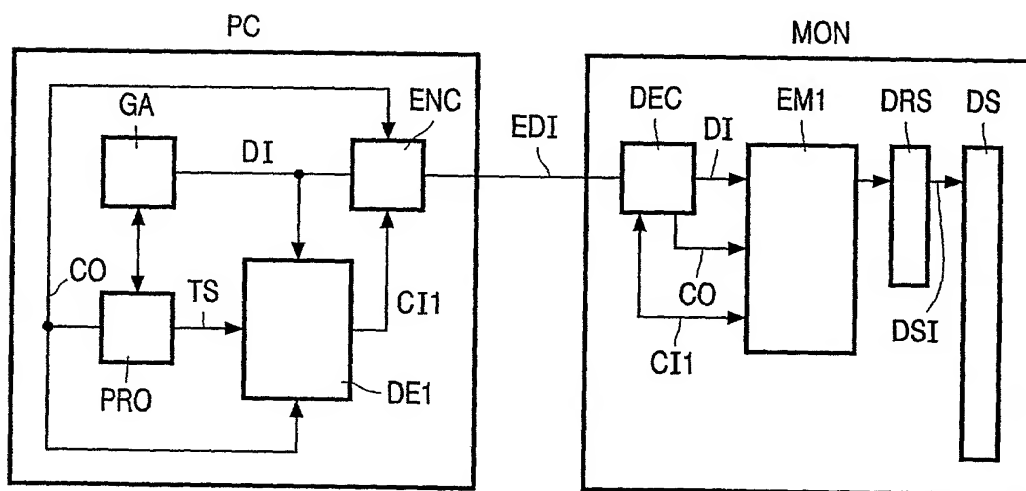 PC
MON
GA
ENC
DI
EDI
DEC
DI
EM1
DRS
DS
CO
TS
CI1
CO
DSI
CI1
PRO
DE1